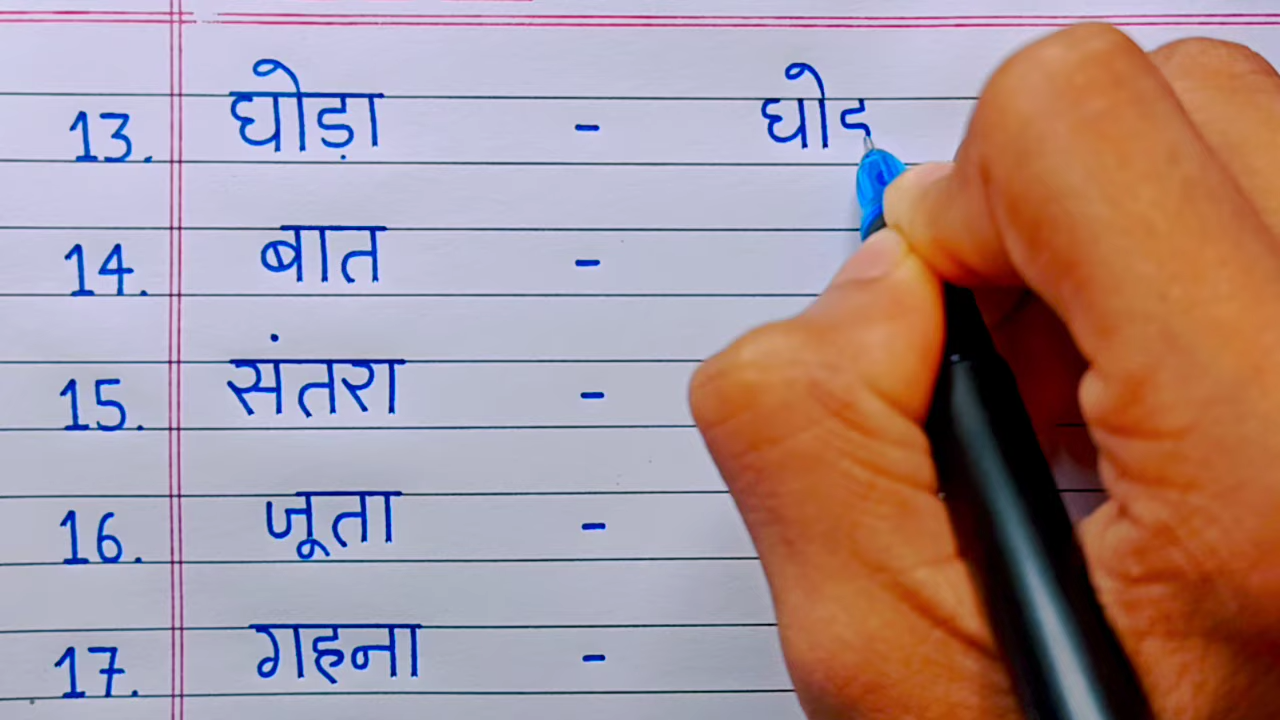 13. घोड़ा - घोड
14. बात -
15. संतरा -
16. जूता -
17. गहना -